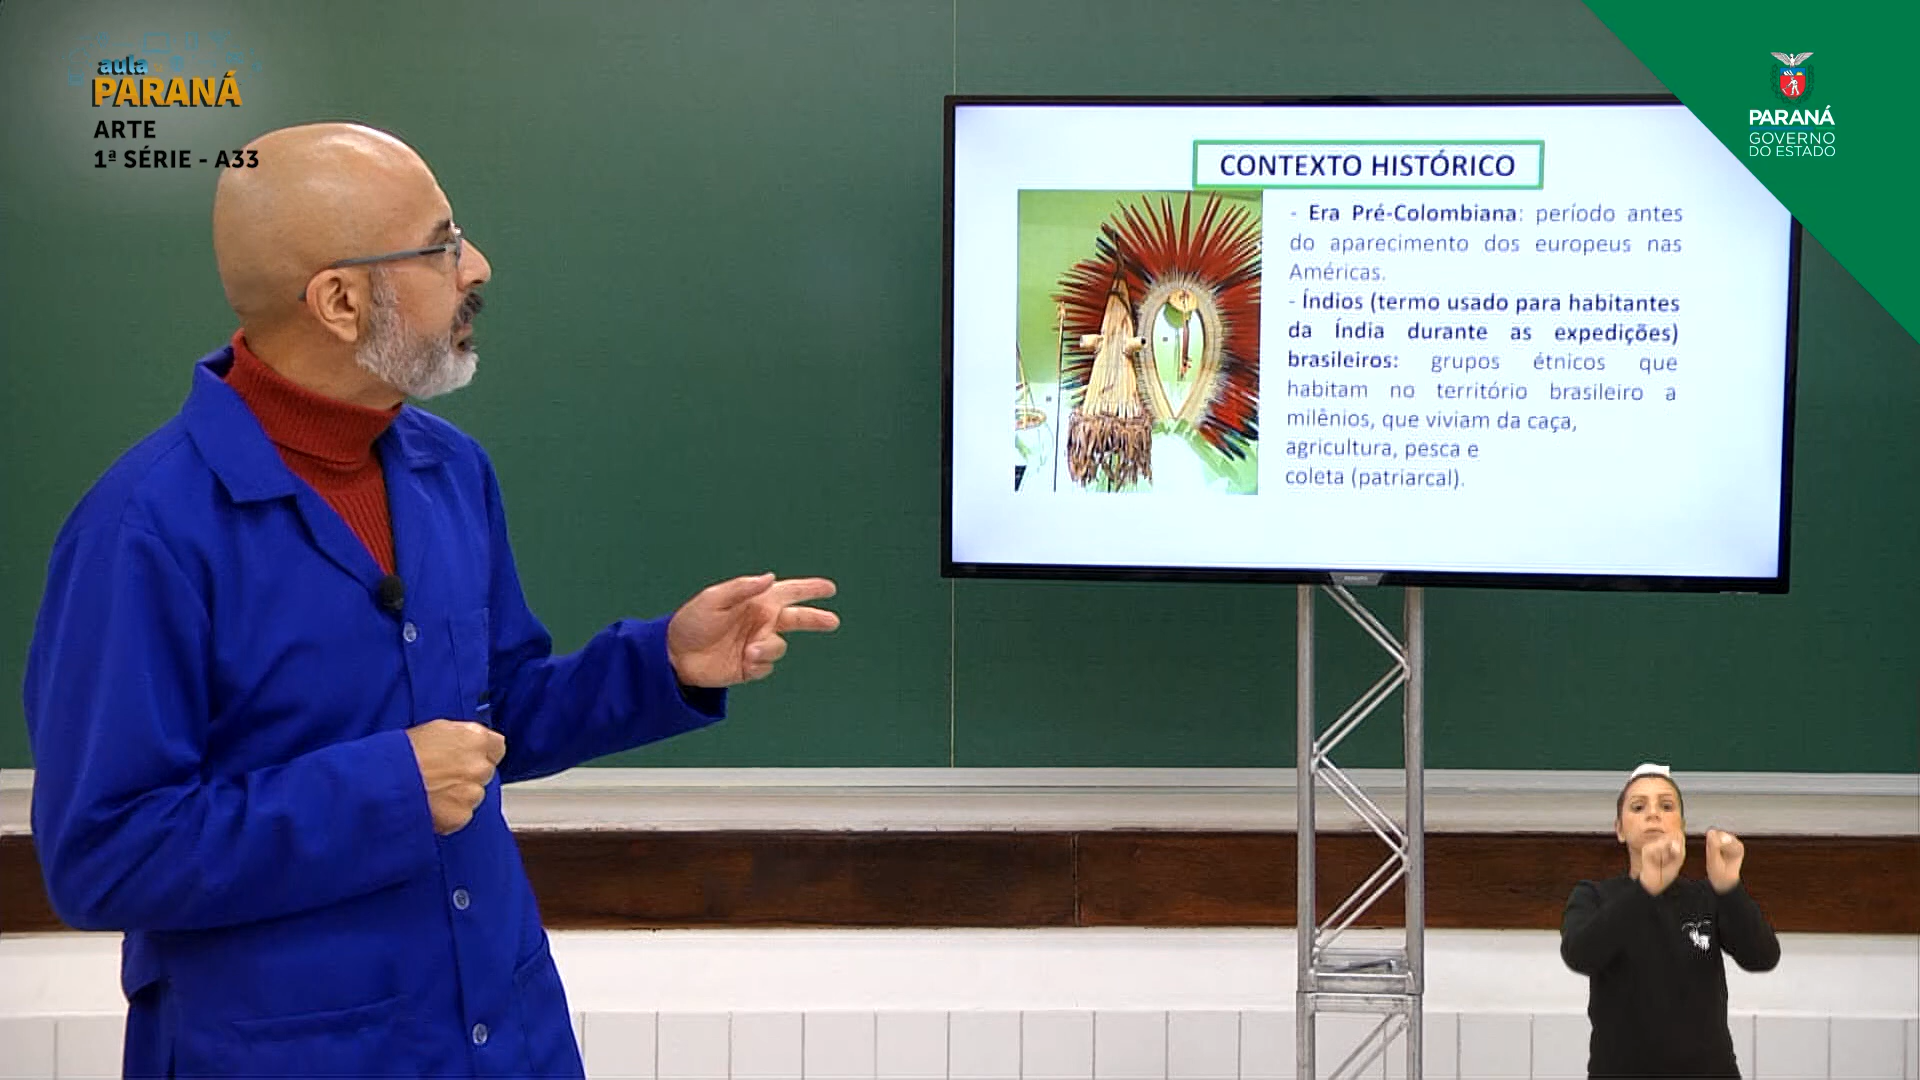 aula
PARANÁ
ARTE
1ª SÉRIE - A33
PARANÁ
GOVERNO
DO ESTADO
CONTEXTO HISTÓRICO
- Era Pré-Colombiana: período antes
do aparecimento dos europeus nas
Américas.
- Índios (termo usado para habitantes
da Índia durante as expedições)
brasileiros: grupos étnicos que
habitam no território brasileiro a
milênios, que viviam da caça,
agricultura, pesca e
coleta (patriarcal).